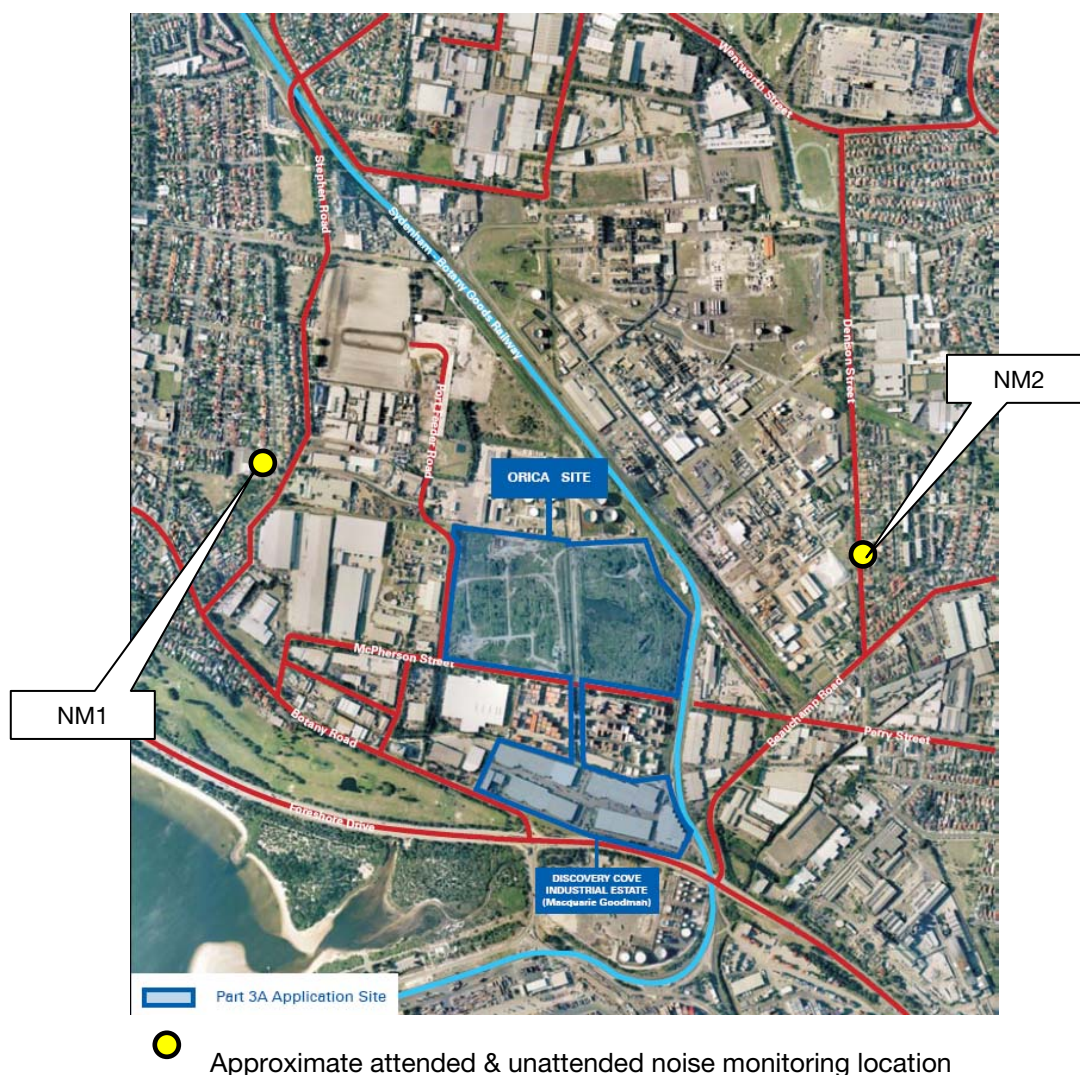 Wentworth Street
Stephen Road
Sydenham - Botany Goods Railway
Denison Street
NM2
Port Feeder Road
ORICA SITE
NM1
McPherson Street
Botany Road
Beauchamp Road
Perry Street
Foreshore Drive
DISCOVERY COVE
INDUSTRIAL ESTATE
(Macquarie Goodman)
Part 3A Application Site
Approximate attended & unattended noise monitoring location